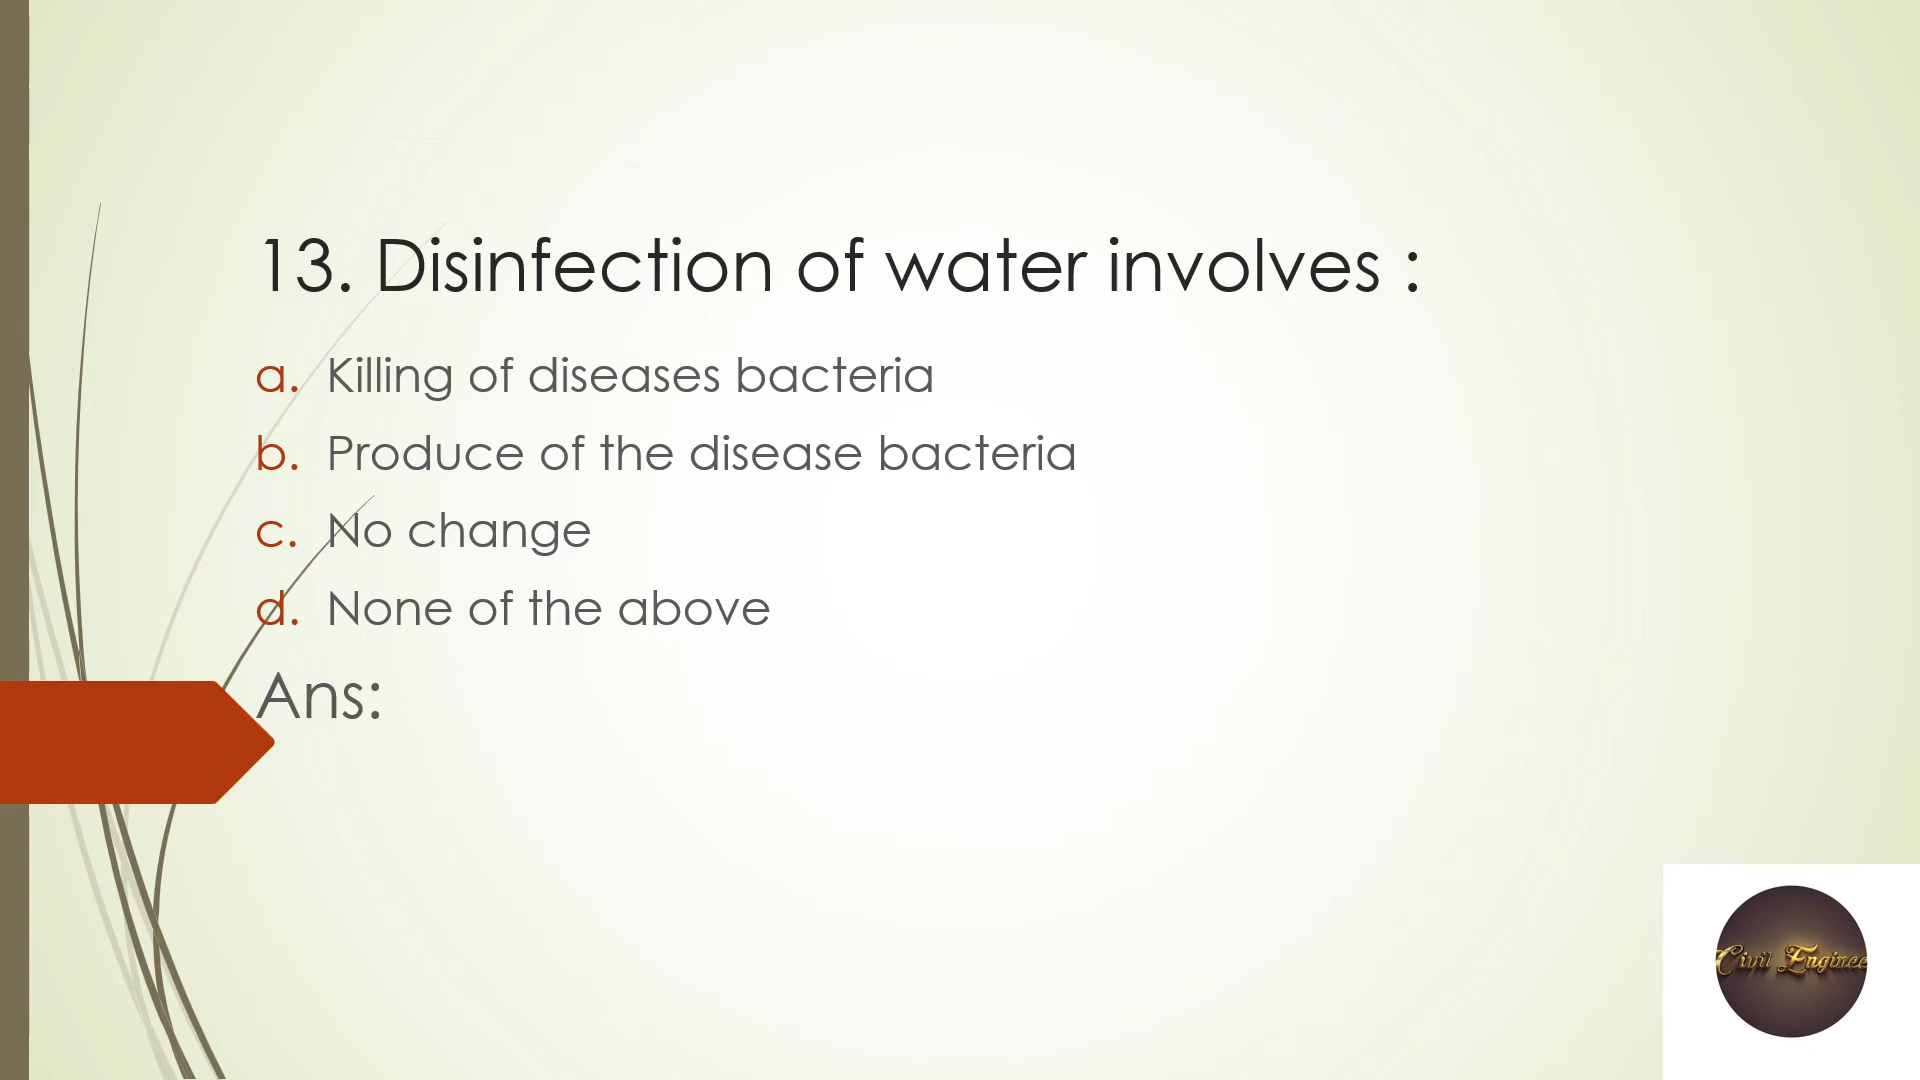 13. Disinfection of water involves :
a. Killing of diseases bacteria
b. Produce of the disease bacteria
c. No change
d. None of the above
Ans:
Civil Enginee